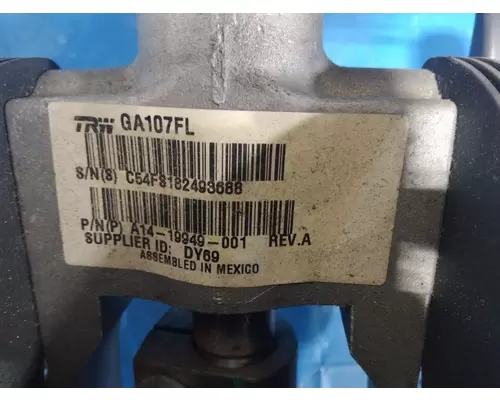 TRW GA107FL
S/N(S) C54F8182493688
P/N(P) A14-19949-001 REV.A
SUPPLIER ID: DY69
ASSEMBLED IN MEXICO